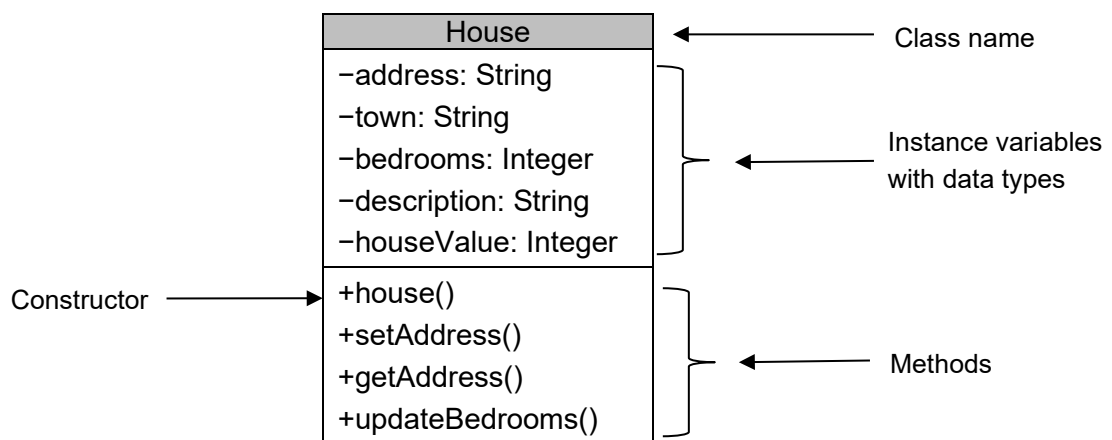 House
Class name
−address: String
−town: String
−bedrooms: Integer
−description: String
−houseValue: Integer
Instance variables
with data types
Constructor
+house()
+setAddress()
+getAddress()
+updateBedrooms()
Methods